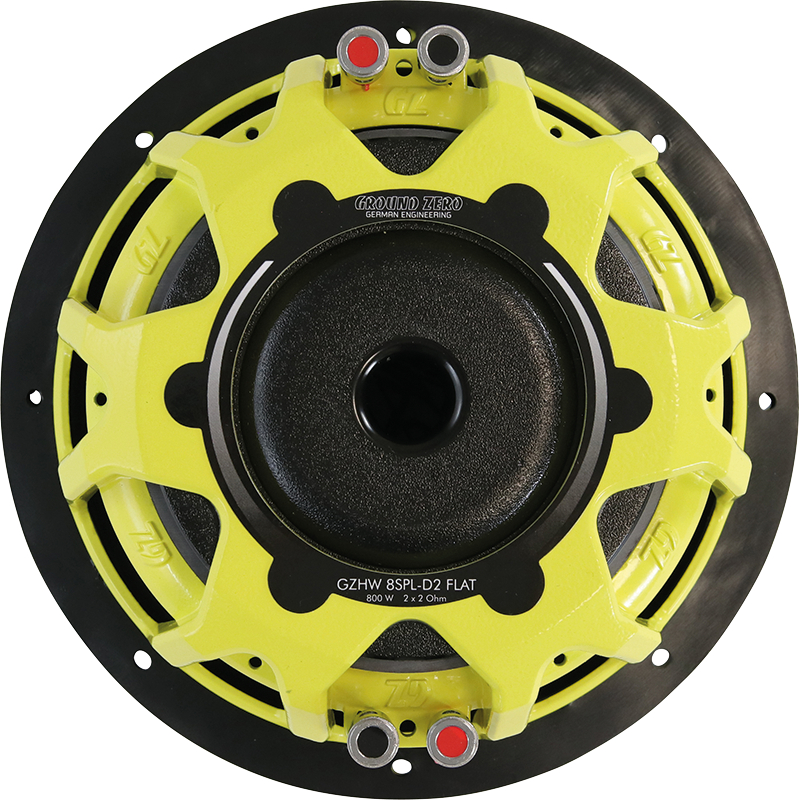 GZ
GROUND ZERO
GERMAN ENGINEERING
GZ
GZ
GZ
GZ
GZHW 8SPL-D2 FLAT
800 W 2 x 2 Ohm
GZ